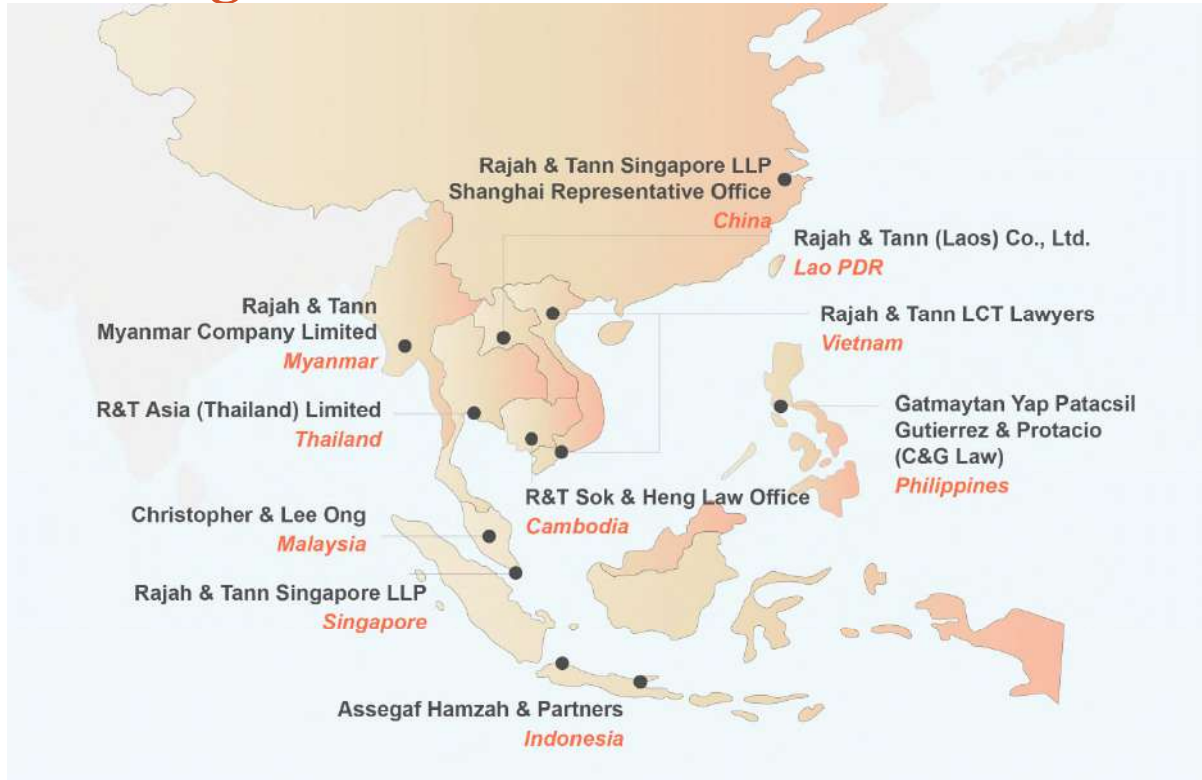 Rajah & Tann Singapore LLP
Shanghai Representative Office
China
Rajah & Tann (Laos) Co., Ltd.
Lao PDR
Rajah & Tann
Myanmar Company Limited
Myanmar
Rajah & Tann LCT Lawyers
Vietnam
R&T Asia (Thailand) Limited
Thailand
Gatmaytan Yap Patacsil
Gutierrez & Protacio
(C&G Law)
Philippines
R&T Sok & Heng Law Office
Cambodia
Christopher & Lee Ong
Malaysia
Rajah & Tann Singapore LLP
Singapore
Assegaf Hamzah & Partners
Indonesia